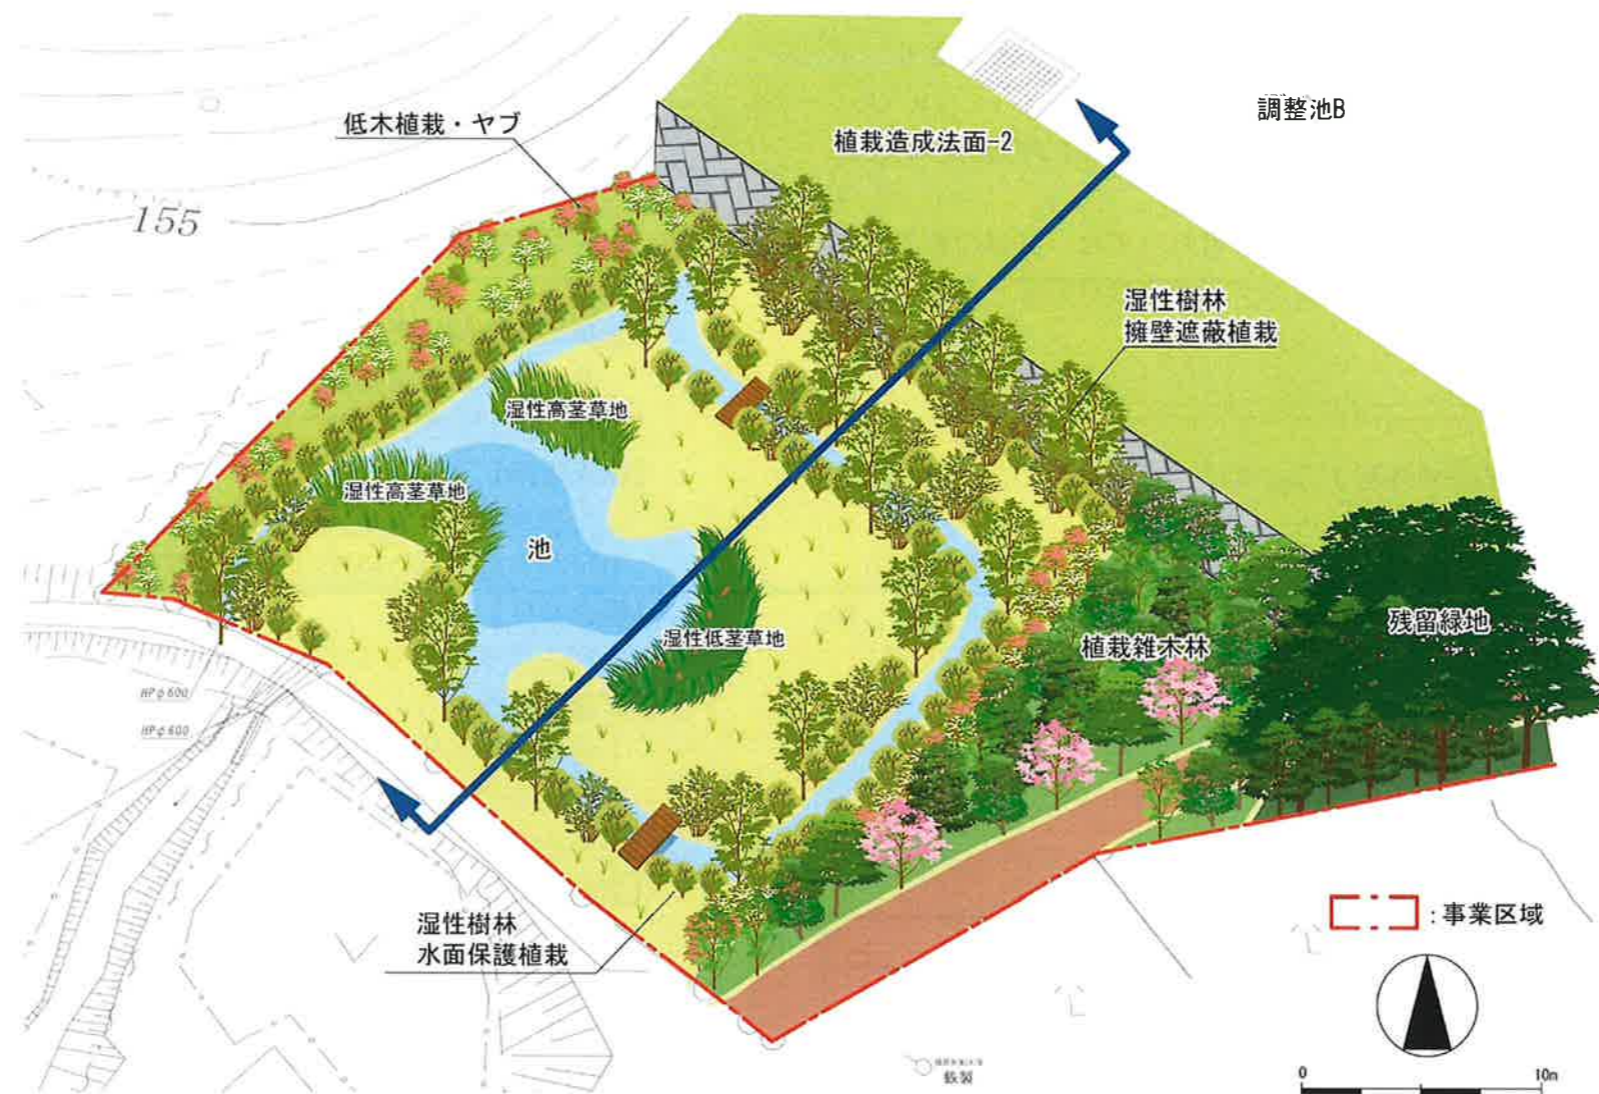 調整池B
低木植栽・ヤブ
植栽造成法面-2
155
湿性樹林
擁壁遮蔽植栽
湿性高茎草地
湿性高茎草地
池
湿性低茎草地
植栽雑木林
残留緑地
HPφ600
HPφ600
湿性樹林
水面保護植栽
:事業区域
鉄製
0
10m